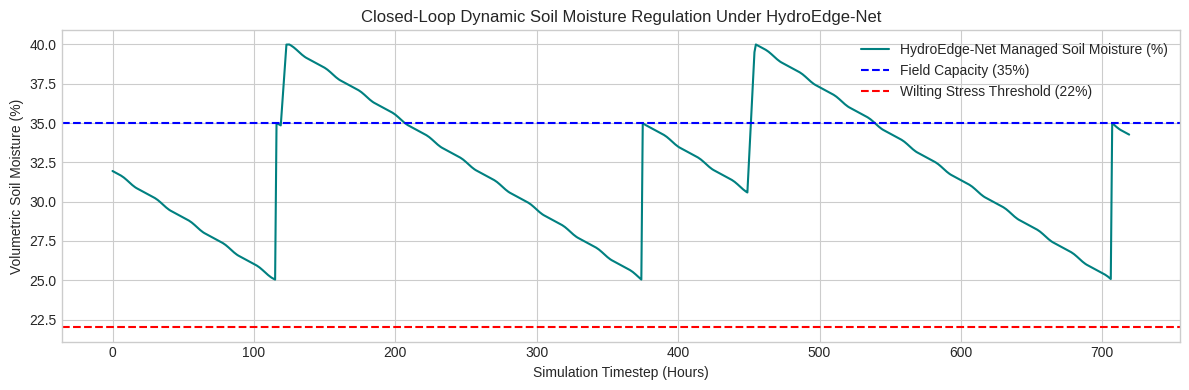 Closed-Loop Dynamic Soil Moisture Regulation Under HydroEdge-Net
HydroEdge-Net Managed Soil Moisture (%)
Field Capacity (35%)
Wilting Stress Threshold (22%)
Volumetric Soil Moisture (%)
40.0
37.5
35.0
32.5
30.0
27.5
25.0
22.5
0 100 200 300 400 500 600 700
Simulation Timestep (Hours)